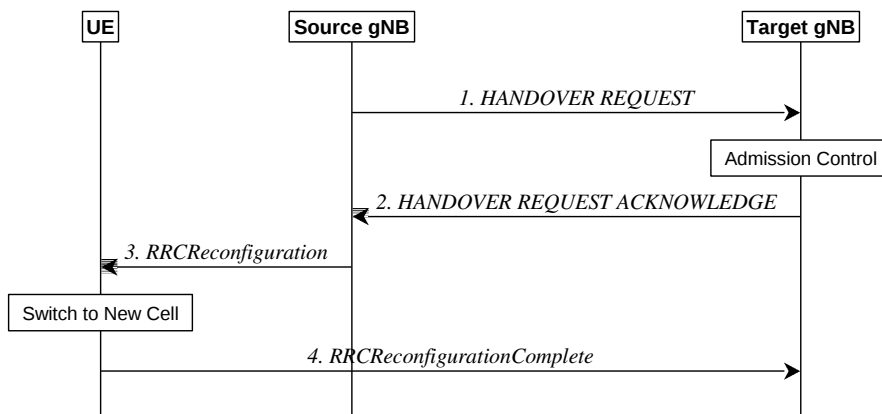 UE
Source gNB
Target gNB
1. HANDOVER REQUEST
Admission Control
2. HANDOVER REQUEST ACKNOWLEDGE
3. RRCReconfiguration
Switch to New Cell
4. RRCReconfigurationComplete